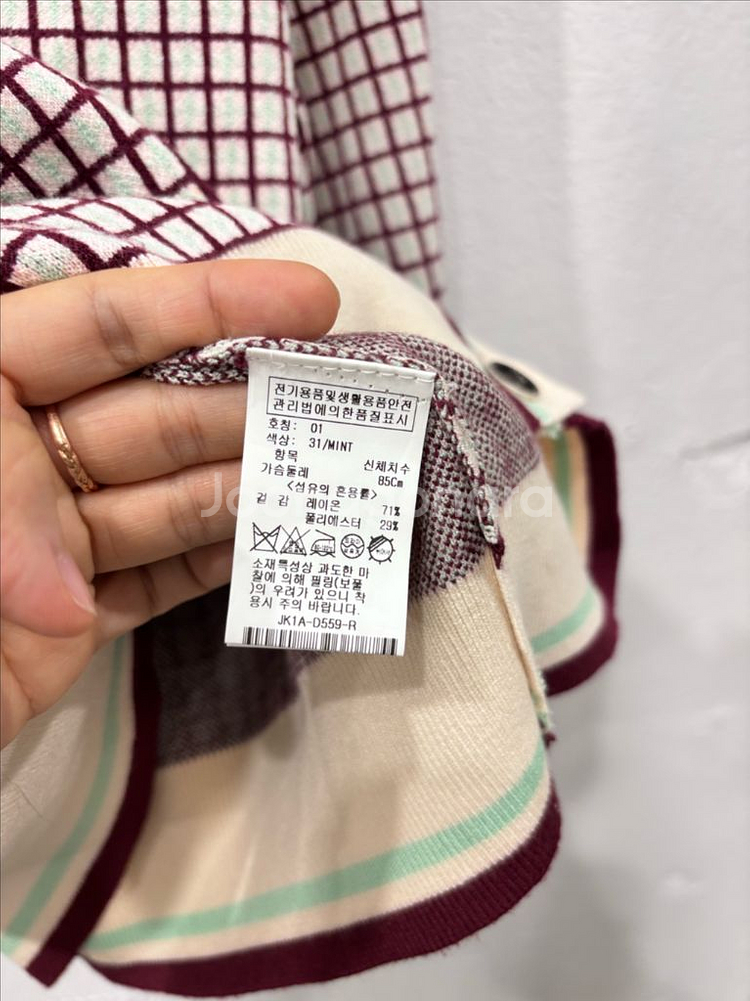 전기용품및생활용품안전
관리법에의한품질표시
호칭: 01
색상: 31/MINT
항목 신체치수
가슴둘레 85Cm
<섬유의 혼용률>
겉 감 레이온 71%
폴리에스터 29%
소재특성상 과도한 마
찰에 의해 필링(보풀
)의 우려가 있으니 착
용시 주의 바랍니다.
JK1A-D559-R